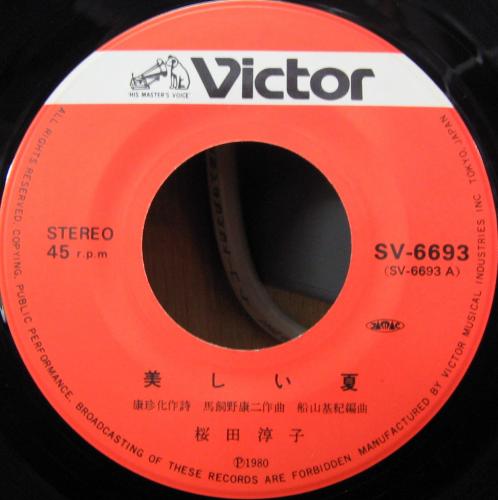 Victor
"HIS MASTER'S VOICE"
STEREO
45 r.p.m
SV-6693
(SV-6693 A)
JASRAC
美しい夏
康珍化作詩 馬飼野康二作曲 船山基紀編曲
桜田淳子
Ⓟ1980
ALL RIGHTS RESERVED. COPYING, PUBLIC PERFORMANCE, BROADCASTING OF THESE RECORDS ARE FORBIDDEN MANUFACTURED BY VICTOR MUSICAL INDUSTRIES INC. TOKYO, JAPAN